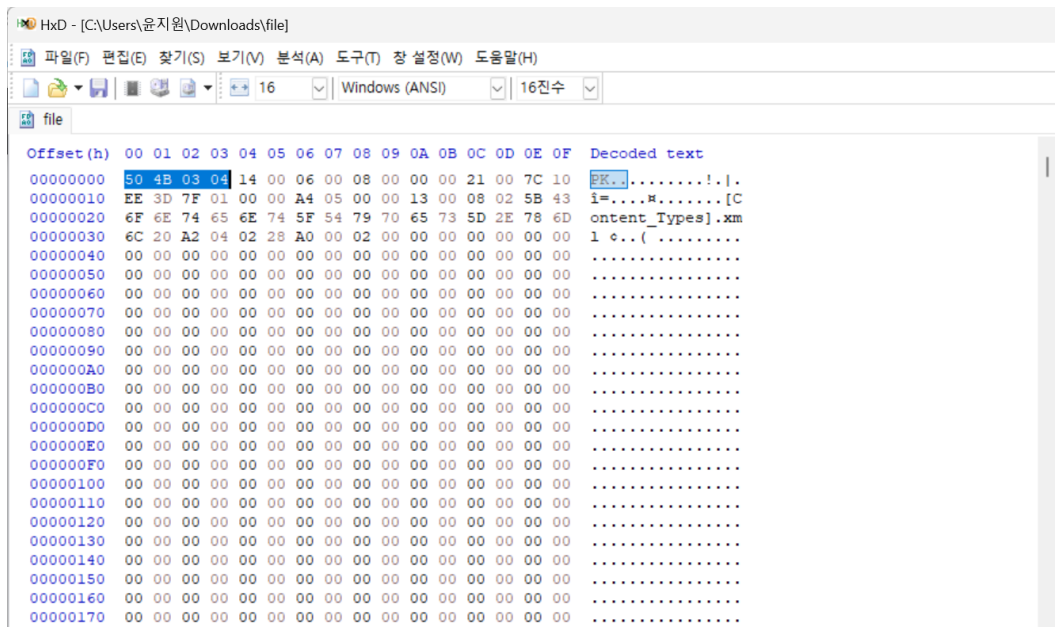 HxD - [C:\Users\윤지원\Downloads\file]
파일(F) 편집(E) 찾기(S) 보기(V) 분석(A) 도구(T) 창 설정(W) 도움말(H)
16 Windows (ANSI) 16진수
file
Offset(h) 00 01 02 03 04 05 06 07 08 09 0A 0B 0C 0D 0E 0F Decoded text
00000000 50 4B 03 04 14 00 06 00 08 00 00 00 21 00 7C 10 PK..........!.|.
00000010 EE 3D 7F 01 00 00 A4 05 00 00 13 00 08 02 5B 43 î=....¤.......[C
00000020 6F 6E 74 65 6E 74 5F 54 79 70 65 73 5D 2E 78 6D ontent_Types].xm
00000030 6C 20 A2 04 02 28 A0 00 02 00 00 00 00 00 00 00 l ¢..( .........
00000040 00 00 00 00 00 00 00 00 00 00 00 00 00 00 00 00 ................
00000050 00 00 00 00 00 00 00 00 00 00 00 00 00 00 00 00 ................
00000060 00 00 00 00 00 00 00 00 00 00 00 00 00 00 00 00 ................
00000070 00 00 00 00 00 00 00 00 00 00 00 00 00 00 00 00 ................
00000080 00 00 00 00 00 00 00 00 00 00 00 00 00 00 00 00 ................
00000090 00 00 00 00 00 00 00 00 00 00 00 00 00 00 00 00 ................
000000A0 00 00 00 00 00 00 00 00 00 00 00 00 00 00 00 00 ................
000000B0 00 00 00 00 00 00 00 00 00 00 00 00 00 00 00 00 ................
000000C0 00 00 00 00 00 00 00 00 00 00 00 00 00 00 00 00 ................
000000D0 00 00 00 00 00 00 00 00 00 00 00 00 00 00 00 00 ................
000000E0 00 00 00 00 00 00 00 00 00 00 00 00 00 00 00 00 ................
000000F0 00 00 00 00 00 00 00 00 00 00 00 00 00 00 00 00 ................
00000100 00 00 00 00 00 00 00 00 00 00 00 00 00 00 00 00 ................
00000110 00 00 00 00 00 00 00 00 00 00 00 00 00 00 00 00 ................
00000120 00 00 00 00 00 00 00 00 00 00 00 00 00 00 00 00 ................
00000130 00 00 00 00 00 00 00 00 00 00 00 00 00 00 00 00 ................
00000140 00 00 00 00 00 00 00 00 00 00 00 00 00 00 00 00 ................
00000150 00 00 00 00 00 00 00 00 00 00 00 00 00 00 00 00 ................
00000160 00 00 00 00 00 00 00 00 00 00 00 00 00 00 00 00 ................
00000170 00 00 00 00 00 00 00 00 00 00 00 00 00 00 00 00 ................